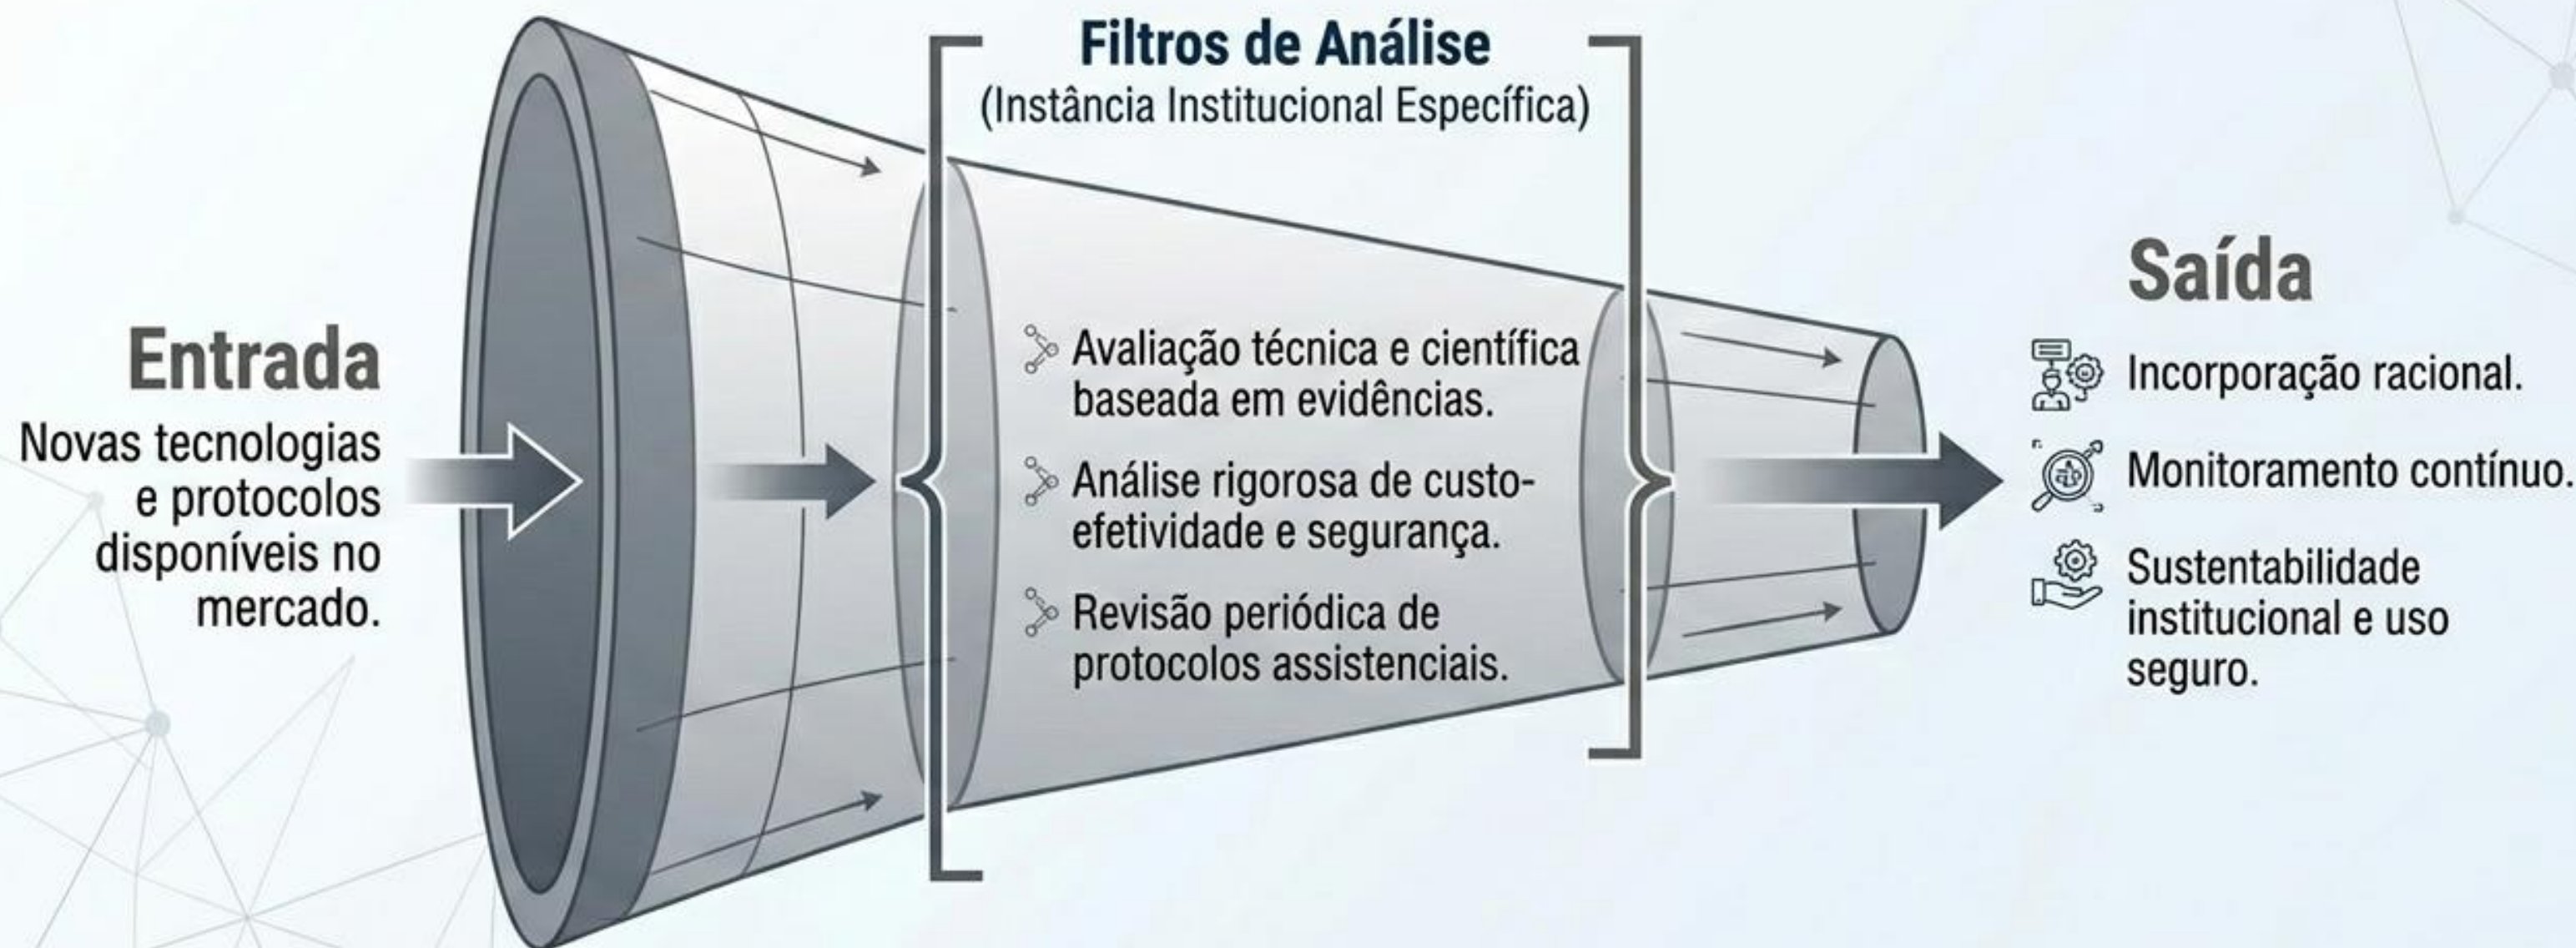 Entrada
Novas tecnologias
e protocolos
disponíveis no
mercado.
Filtros de Análise
(Instância Institucional Específica)
Avaliação técnica e científica
baseada em evidências.
Análise rigorosa de custo-
efetividade e segurança.
Revisão periódica de
protocolos assistenciais.
Saída
Incorporação racional.
Monitoramento contínuo.
Sustentabilidade
institucional e uso
seguro.